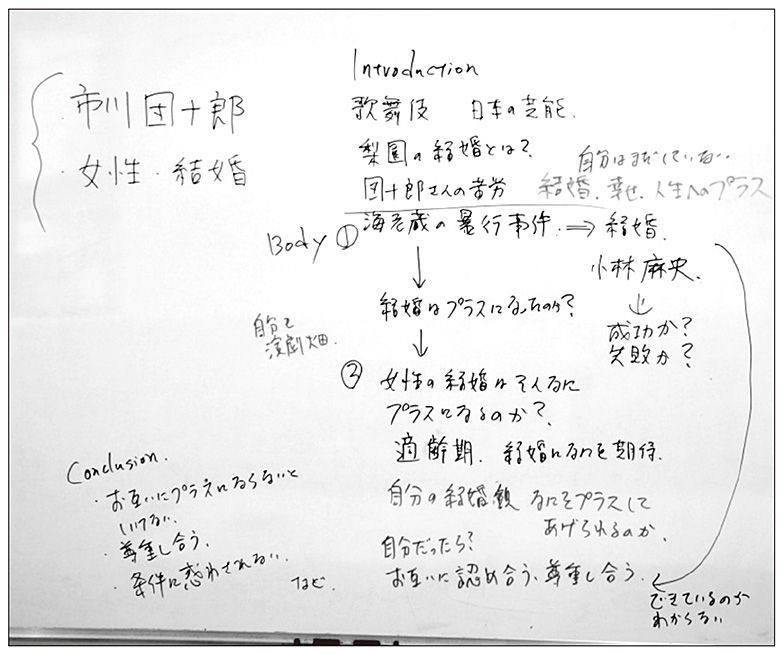 市川団十郎
・女性・結婚
Introduction
歌舞伎 日本の芸能.
梨園の結婚とは?
自分はまだしていない..
団十郎さんの苦労 結婚、幸せ、人生へのプラス
Body ① 海老蔵の暴行事件. ⇒ 結婚.
小林麻央.
↓
成功か?
失敗か?
↓
結婚はプラスになったのか?
自分も
演劇畑.
↓
② 女性の結婚はそんなに
プラスになるのか?
適齢期. 結婚になにを期待.
自分の結婚観 なにをプラスして
あげられるのか.
自分だったら?
お互いに認め合う、尊重し合う.
できているのか
わからない
Conclusion.
・お互いにプラスにならないと
いけない.
・尊重し合う.
・条件に惑わされない.
など.